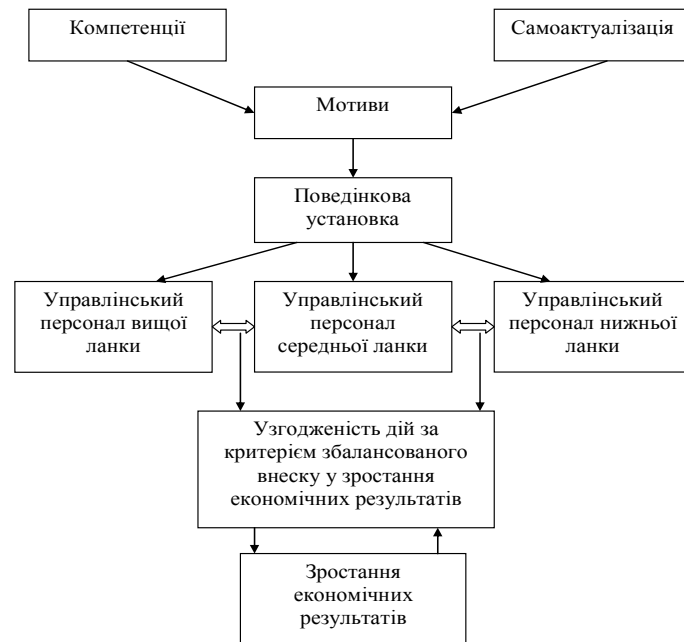 Компетенції
Самоактуалізація
Мотиви
Поведінкова
установка
Управлінський
персонал вищої
ланки
Управлінський
персонал
середньої ланки
Управлінський
персонал нижньої
ланки
Узгодженість дій за
критерієм збалансованого
внеску у зростання
економічних результатів
Зростання
економічних
результатів